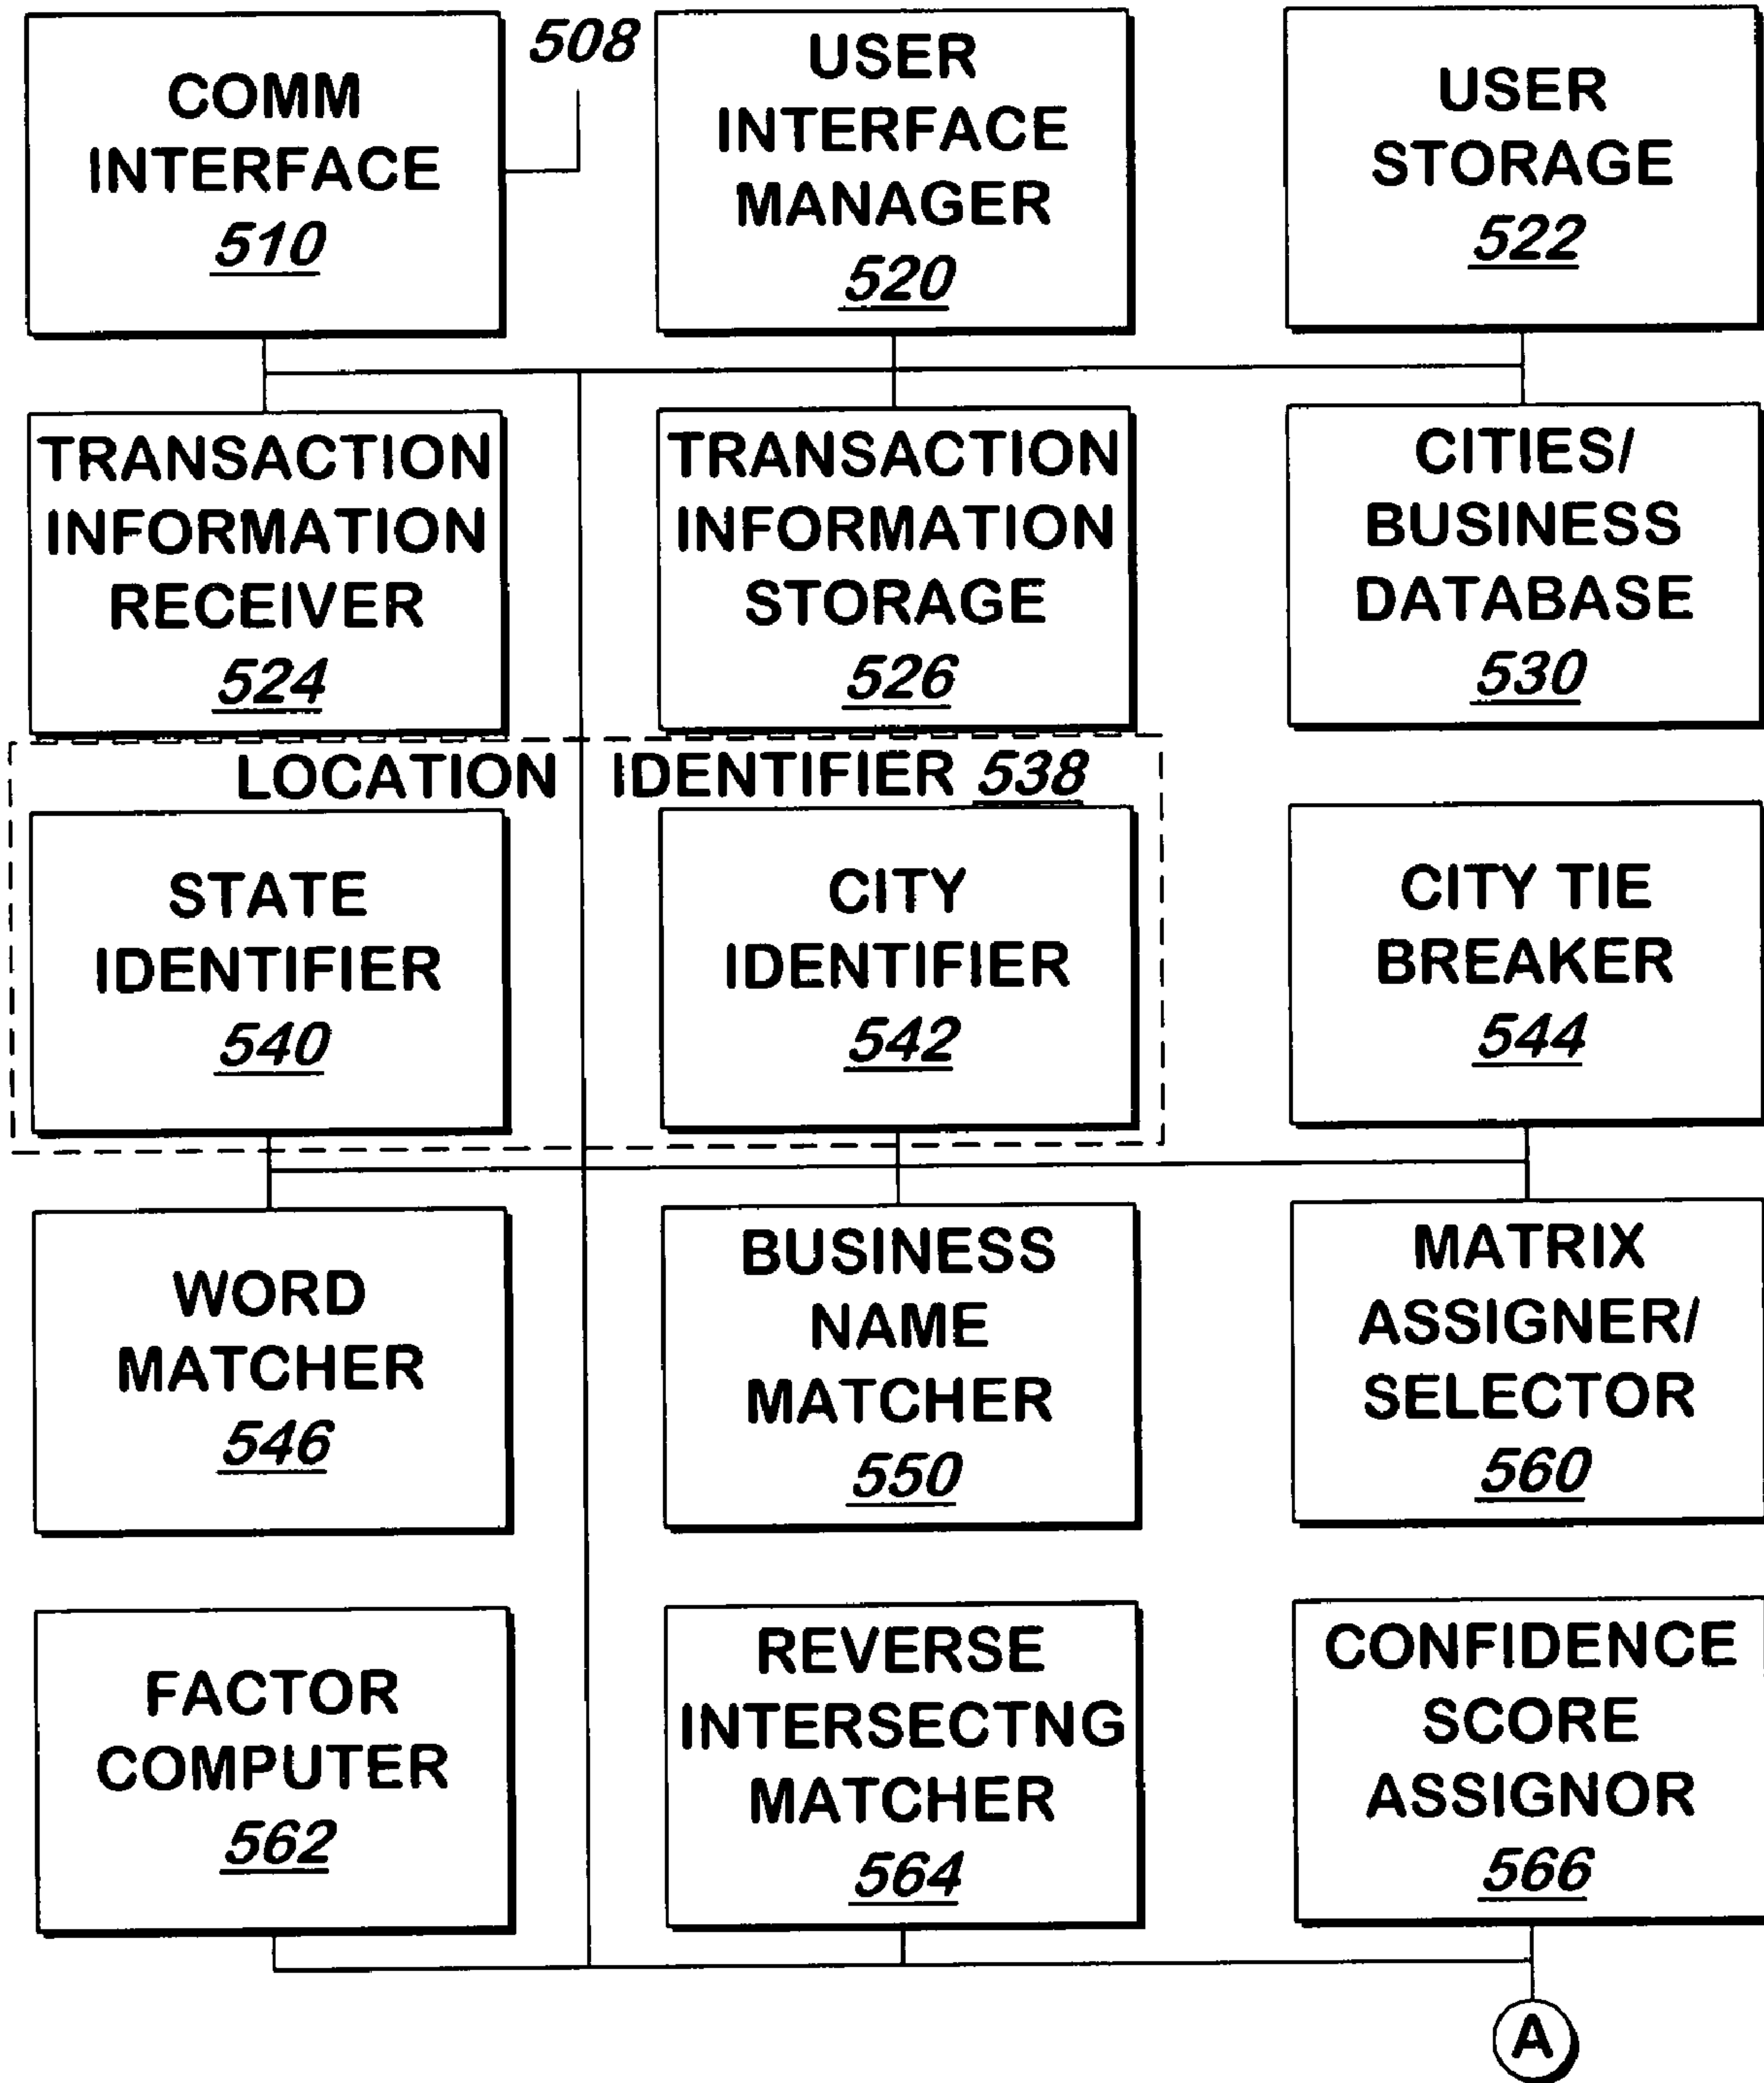 COMM
INTERFACE
510
508
USER
INTERFACE
MANAGER
520
USER
STORAGE
522
TRANSACTION
INFORMATION
RECEIVER
524
TRANSACTION
INFORMATION
STORAGE
526
CITIES/
BUSINESS
DATABASE
530
LOCATION IDENTIFIER 538
STATE
IDENTIFIER
540
CITY
IDENTIFIER
542
CITY TIE
BREAKER
544
WORD
MATCHER
546
BUSINESS
NAME
MATCHER
550
MATRIX
ASSIGNER/
SELECTOR
560
FACTOR
COMPUTER
562
REVERSE
INTERSECTNG
MATCHER
564
CONFIDENCE
SCORE
ASSIGNOR
566
A